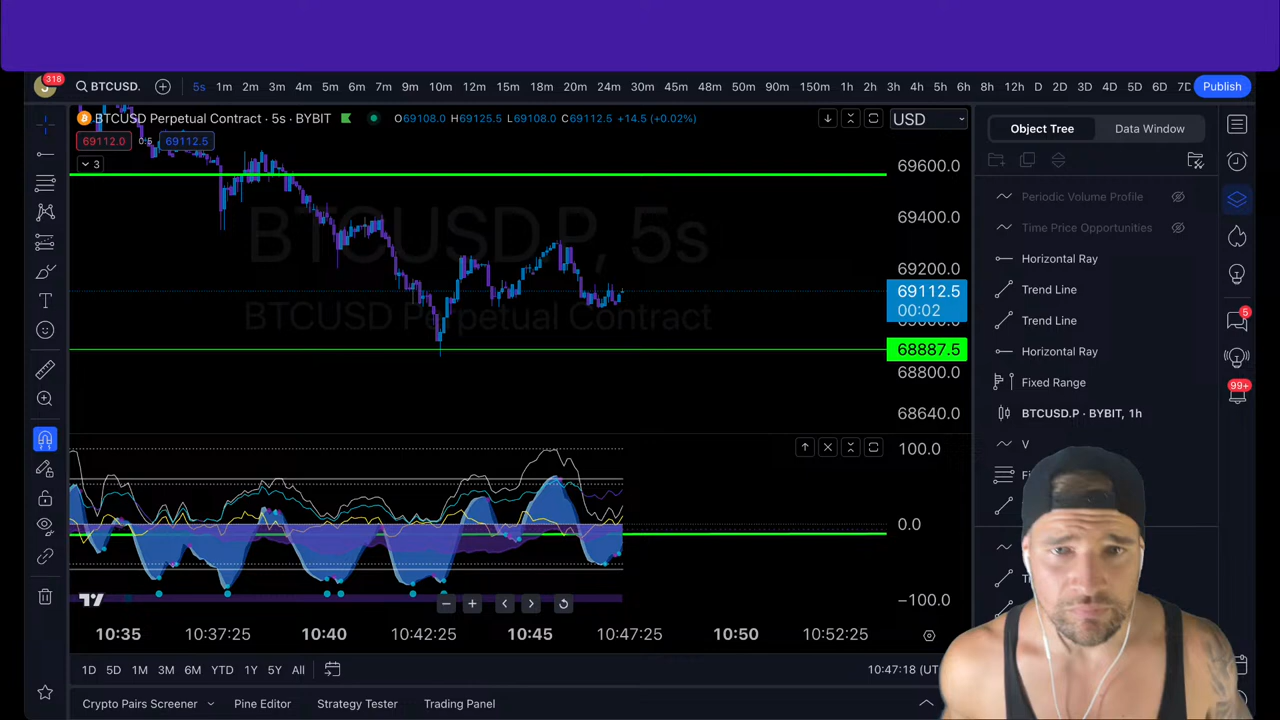 318
BTCUSD.
5s 1m 2m 3m 4m 5m 6m 7m 9m 10m 12m 15m 18m 20m 24m 30m 45m 48m 50m 90m 150m 1h 2h 3h 4h 5h 6h 8h 12h D 2D 3D 4D 5D 6D 7D
Publish
BTCUSD Perpetual Contract · 5s · BYBIT
O69108.0 H69125.5 L69108.0 C69112.5 +14.5 (+0.02%)
USD
69112.0 0.5 69112.5
3
BTCUSD.P, 5s
BTCUSD Perpetual Contract
69600.0
69400.0
69200.0
69112.5
00:02
68887.5
68800.0
68640.0
100.0
0.0
−100.0
10:35 10:37:25 10:40 10:42:25 10:45 10:47:25 10:50 10:52:25
1D 5D 1M 3M 6M YTD 1Y 5Y All
10:47:18 (UT
Crypto Pairs Screener Pine Editor Strategy Tester Trading Panel
Object Tree Data Window
Periodic Volume Profile
Time Price Opportunities
Horizontal Ray
Trend Line
Trend Line
Horizontal Ray
Fixed Range
BTCUSD.P · BYBIT, 1h
V
5
99+